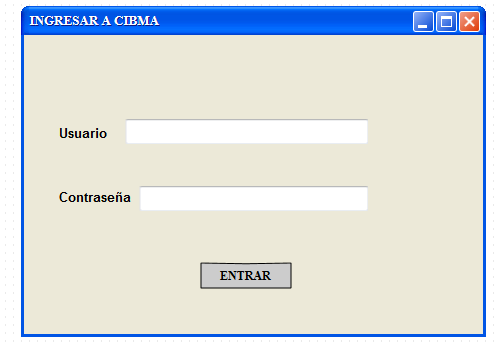 INGRESAR A CIBMA
Usuario
Contraseña
ENTRAR